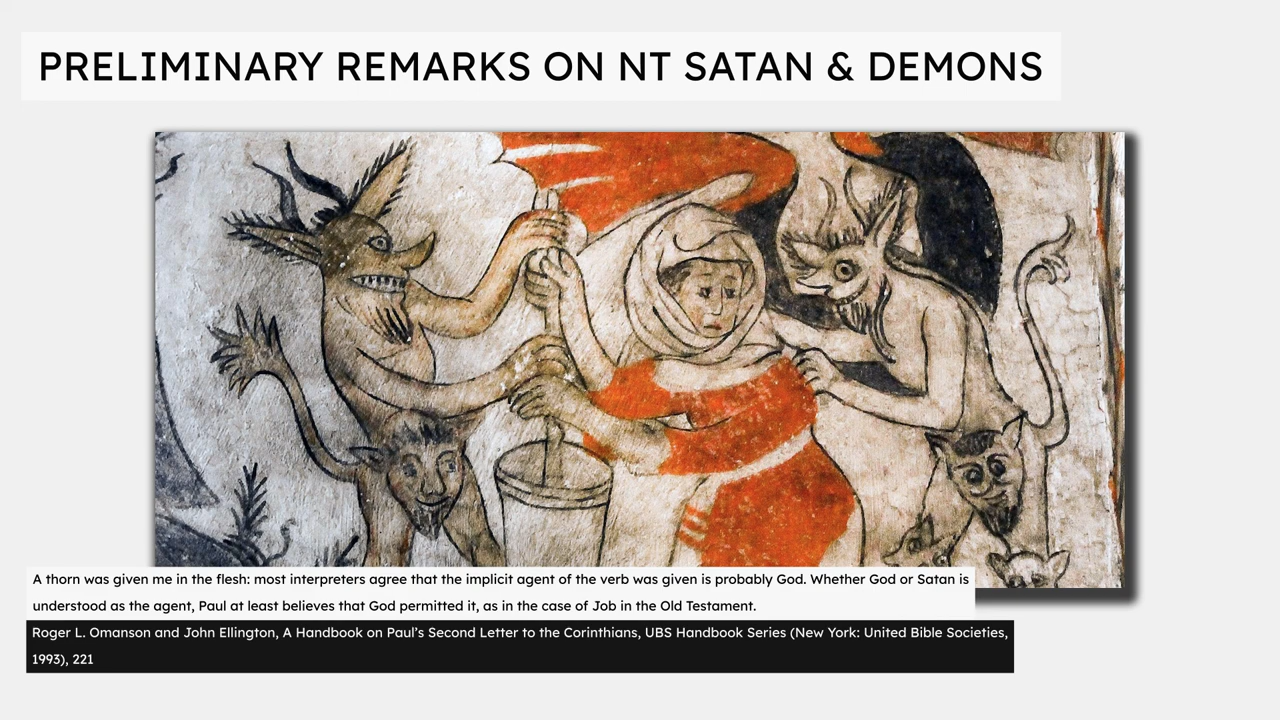 PRELIMINARY REMARKS ON NT SATAN & DEMONS
A thorn was given me in the flesh: most interpreters agree that the implicit agent of the verb was given is probably God. Whether God or Satan is
understood as the agent, Paul at least believes that God permitted it, as in the case of Job in the Old Testament.
Roger L. Omanson and John Ellington, A Handbook on Paul’s Second Letter to the Corinthians, UBS Handbook Series (New York: United Bible Societies,
1993), 221